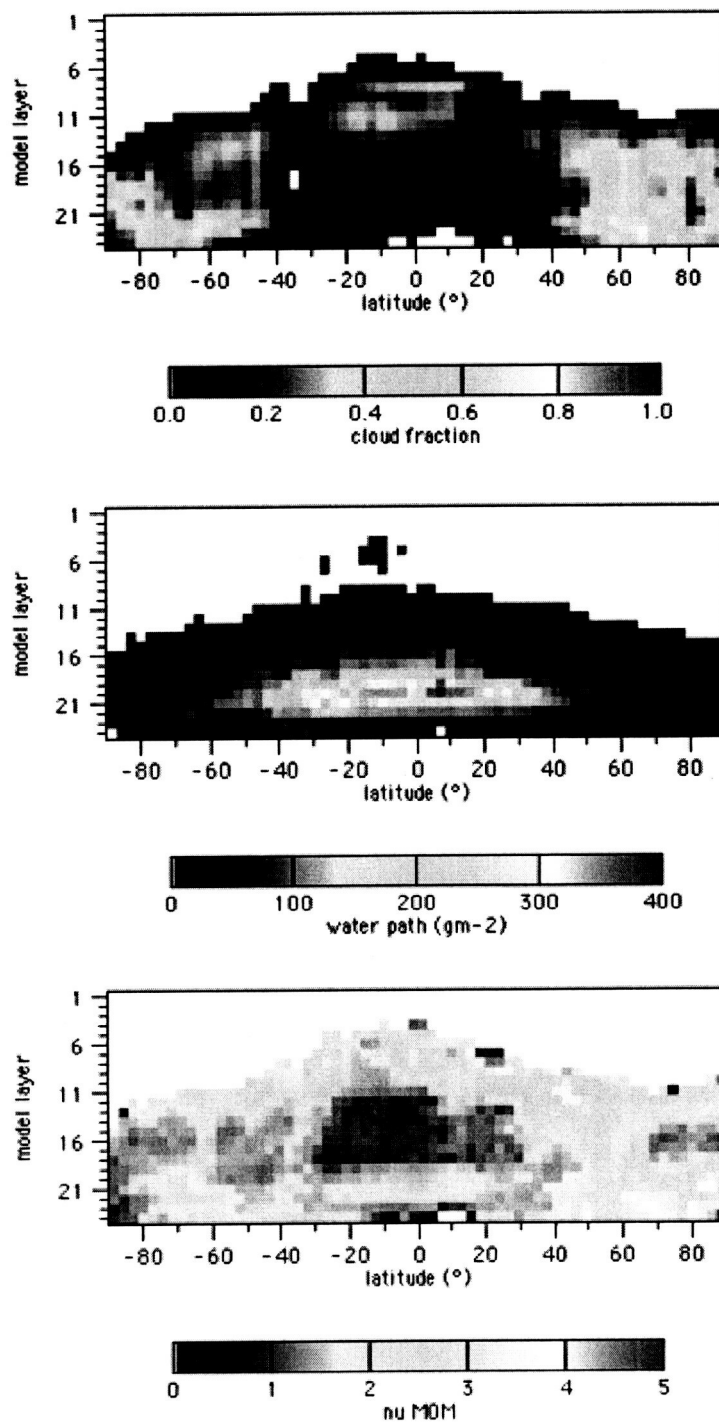 1
6
11
16
21
model layer
-80 -60 -40 -20 0 20 40 60 80
latitude (°)
0.0 0.2 0.4 0.6 0.8 1.0
cloud fraction
1
6
11
16
21
model layer
-80 -60 -40 -20 0 20 40 60 80
latitude (°)
0 100 200 300 400
water path (gm-2)
1
6
11
16
21
model layer
-80 -60 -40 -20 0 20 40 60 80
latitude (°)
0 1 2 3 4 5
nu MOM